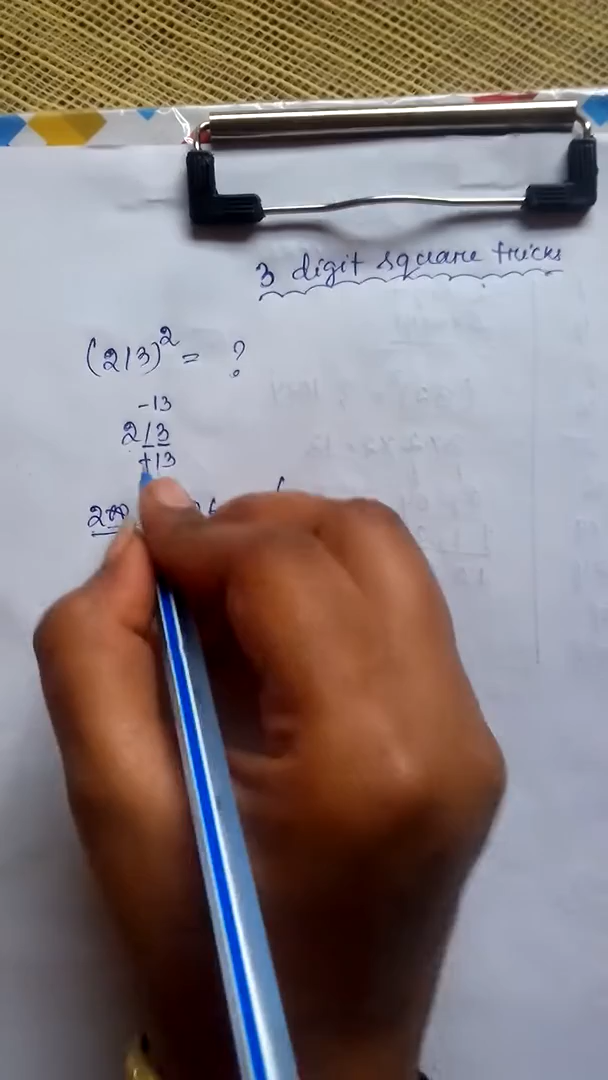 3 digit square tricks
(213)² = ?
-13
213
+13